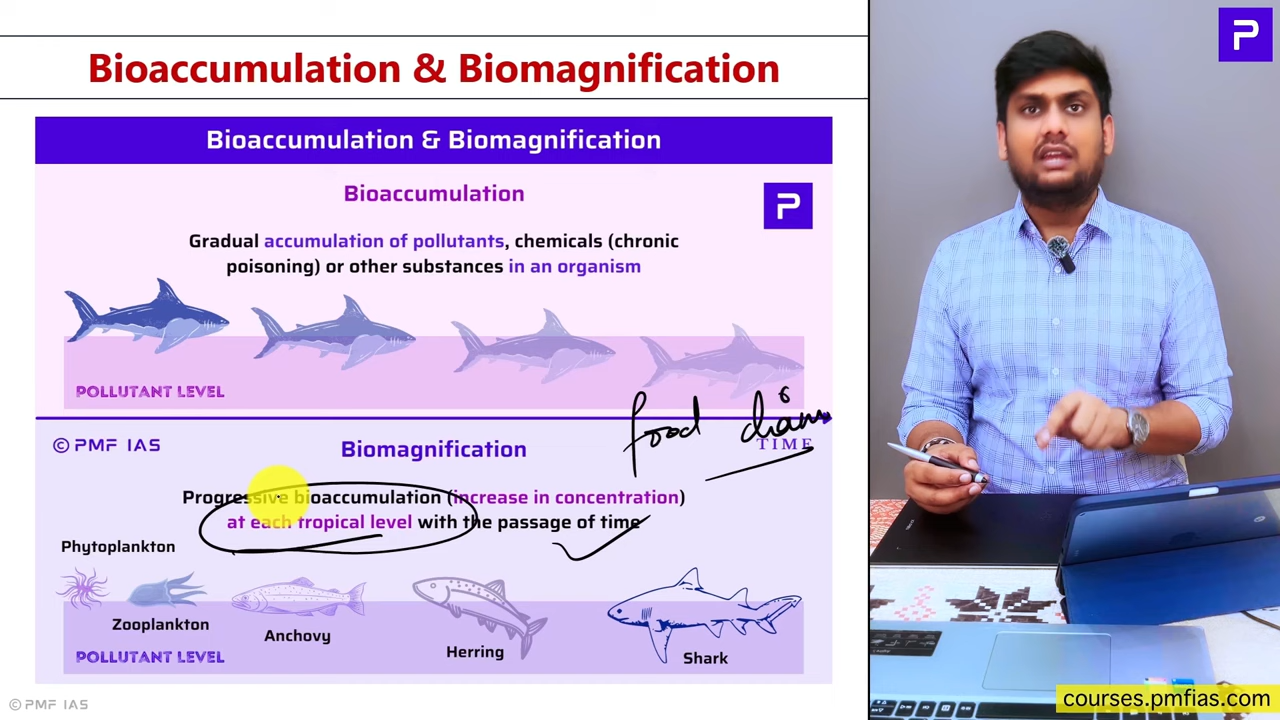 Bioaccumulation & Biomagnification
P
Bioaccumulation & Biomagnification
Bioaccumulation
P
Gradual accumulation of pollutants, chemicals (chronic
poisoning) or other substances in an organism
POLLUTANT LEVEL
food chain
TIME
© PMF IAS
Biomagnification
Progressive bioaccumulation (increase in concentration)
at each tropical level with the passage of time
Phytoplankton
Zooplankton
Anchovy
Herring
Shark
POLLUTANT LEVEL
© PMF IAS
courses.pmfias.com